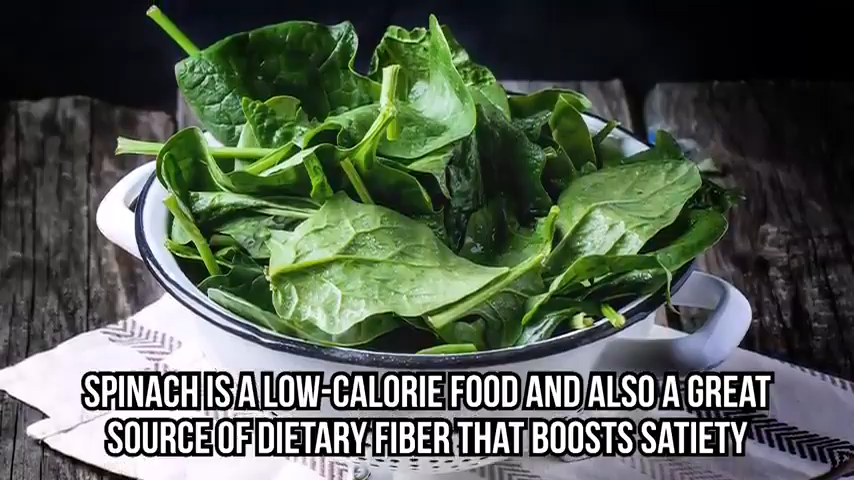 SPINACH IS A LOW-CALORIE FOOD AND ALSO A GREAT
SOURCE OF DIETARY FIBER THAT BOOSTS SATIETY